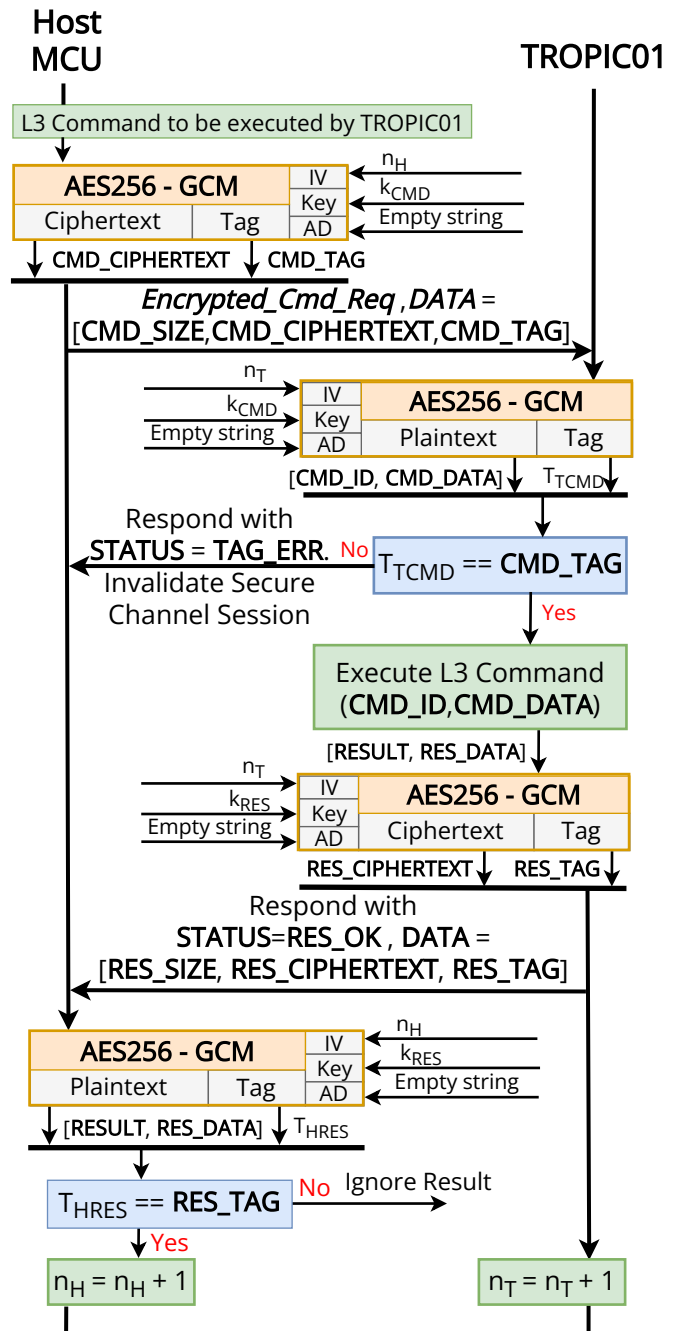 Host
MCU
TROPIC01
L3 Command to be executed by TROPIC01
AES256 - GCM
IV
n_H
Key
k_CMD
Ciphertext
Tag
AD
Empty string
CMD_CIPHERTEXT
CMD_TAG
Encrypted_Cmd_Req ,DATA =
[CMD_SIZE,CMD_CIPHERTEXT,CMD_TAG]
n_T
IV
AES256 - GCM
k_CMD
Key
Empty string
AD
Plaintext
Tag
[CMD_ID, CMD_DATA]
T_TCMD
Respond with
STATUS = TAG_ERR.
No
Invalidate Secure
Channel Session
T_TCMD == CMD_TAG
Yes
Execute L3 Command
(CMD_ID,CMD_DATA)
[RESULT, RES_DATA]
n_T
IV
AES256 - GCM
k_RES
Key
Empty string
AD
Ciphertext
Tag
RES_CIPHERTEXT
RES_TAG
Respond with
STATUS=RES_OK , DATA =
[RES_SIZE, RES_CIPHERTEXT, RES_TAG]
AES256 - GCM
IV
n_H
Key
k_RES
Plaintext
Tag
AD
Empty string
[RESULT, RES_DATA]
T_HRES
T_HRES == RES_TAG
No
Ignore Result
Yes
n_H = n_H + 1
n_T = n_T + 1